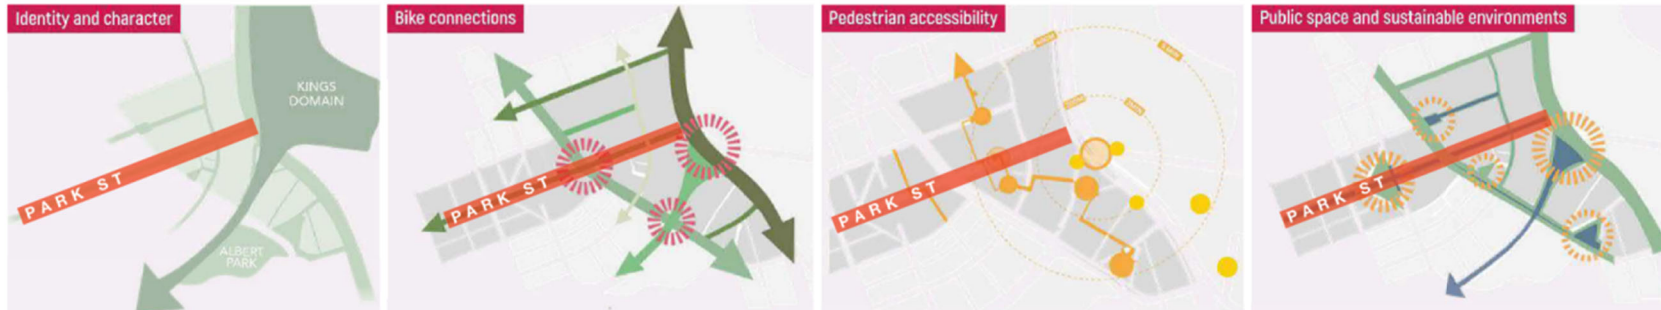 Identity and character
KINGS
DOMAIN
PARK ST
ALBERT
PARK
Bike connections
PARK ST
Pedestrian accessibility
PARK ST
Public space and sustainable environments
PARK ST